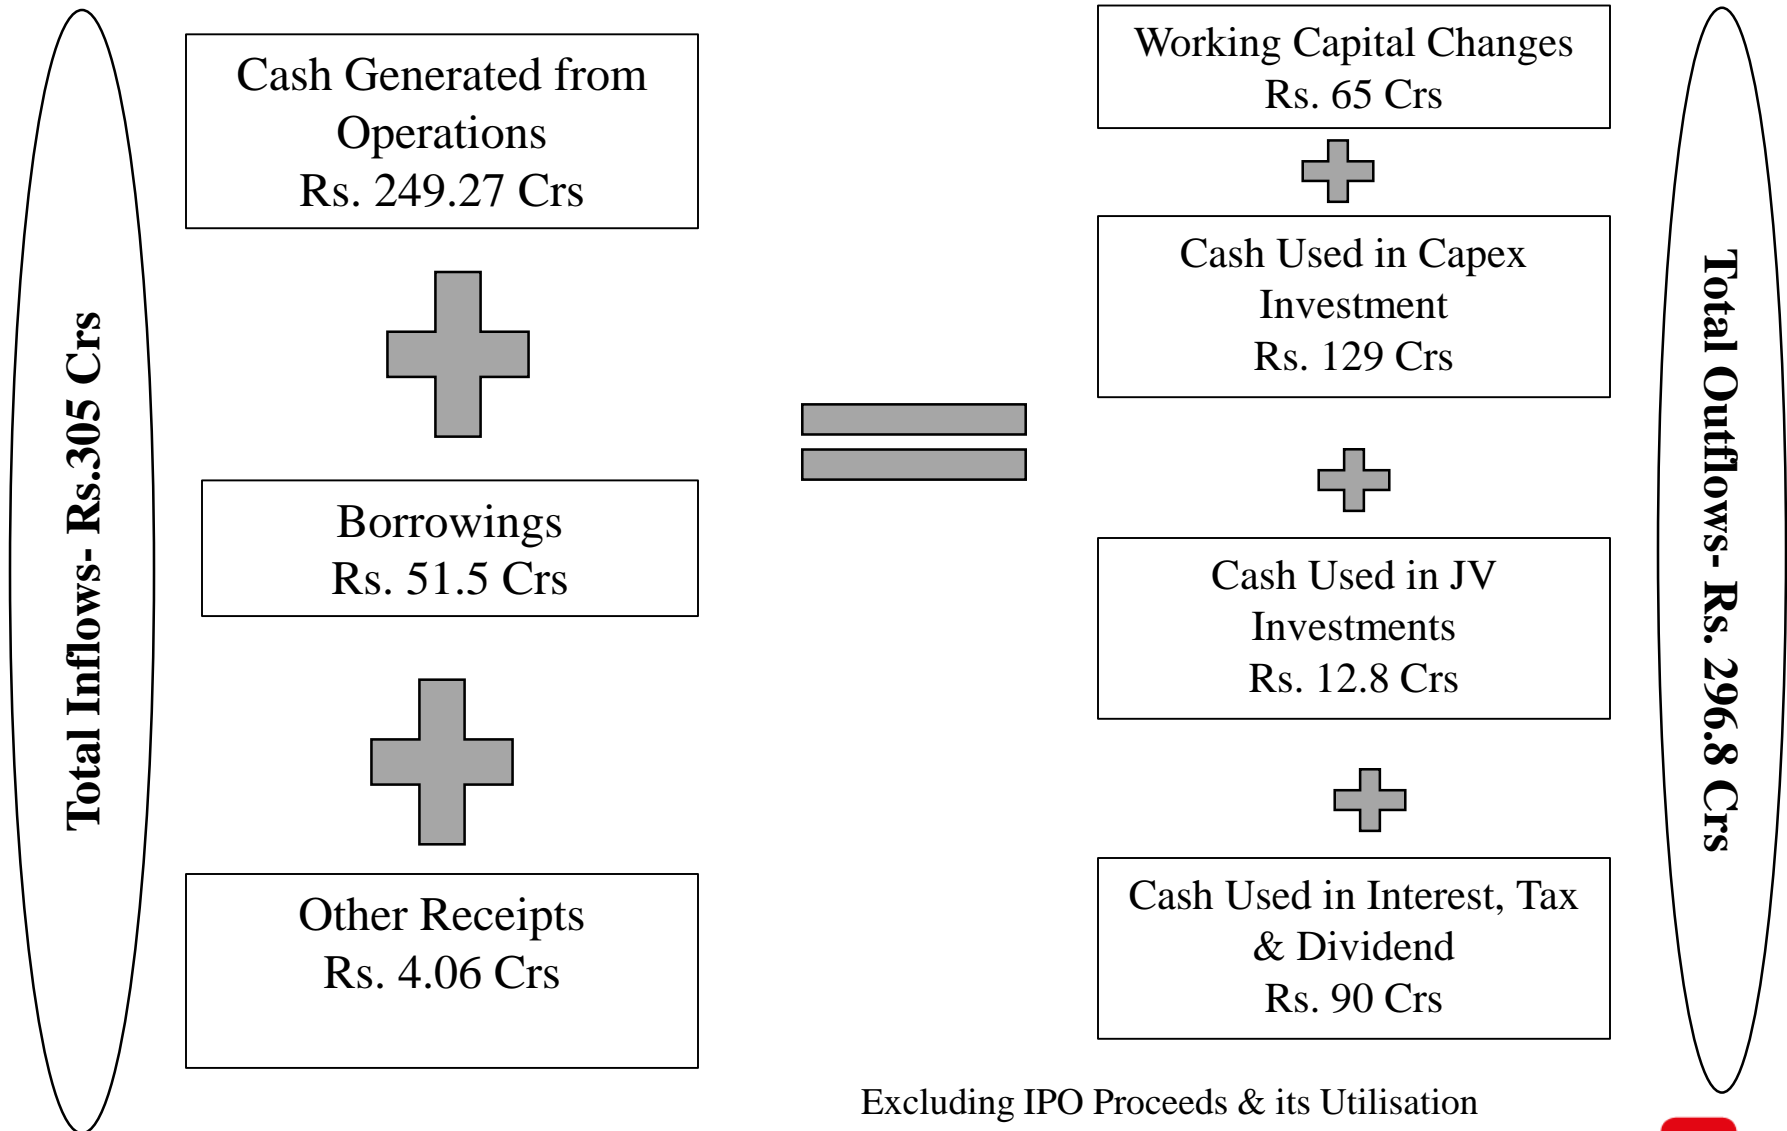 Total Inflows- Rs.305 Crs
Cash Generated from
Operations
Rs. 249.27 Crs
Borrowings
Rs. 51.5 Crs
Other Receipts
Rs. 4.06 Crs
Working Capital Changes
Rs. 65 Crs
Cash Used in Capex
Investment
Rs. 129 Crs
Cash Used in JV
Investments
Rs. 12.8 Crs
Cash Used in Interest, Tax
& Dividend
Rs. 90 Crs
Total Outflows- Rs. 296.8 Crs
Excluding IPO Proceeds & its Utilisation